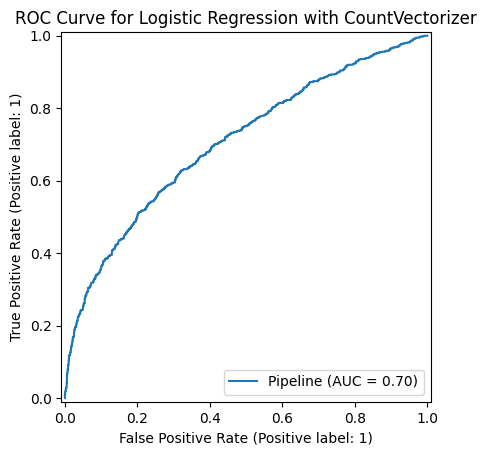 ROC Curve for Logistic Regression with CountVectorizer
True Positive Rate (Positive label: 1)
1.0
0.8
0.6
0.4
0.2
0.0
Pipeline (AUC = 0.70)
0.0 0.2 0.4 0.6 0.8 1.0
False Positive Rate (Positive label: 1)